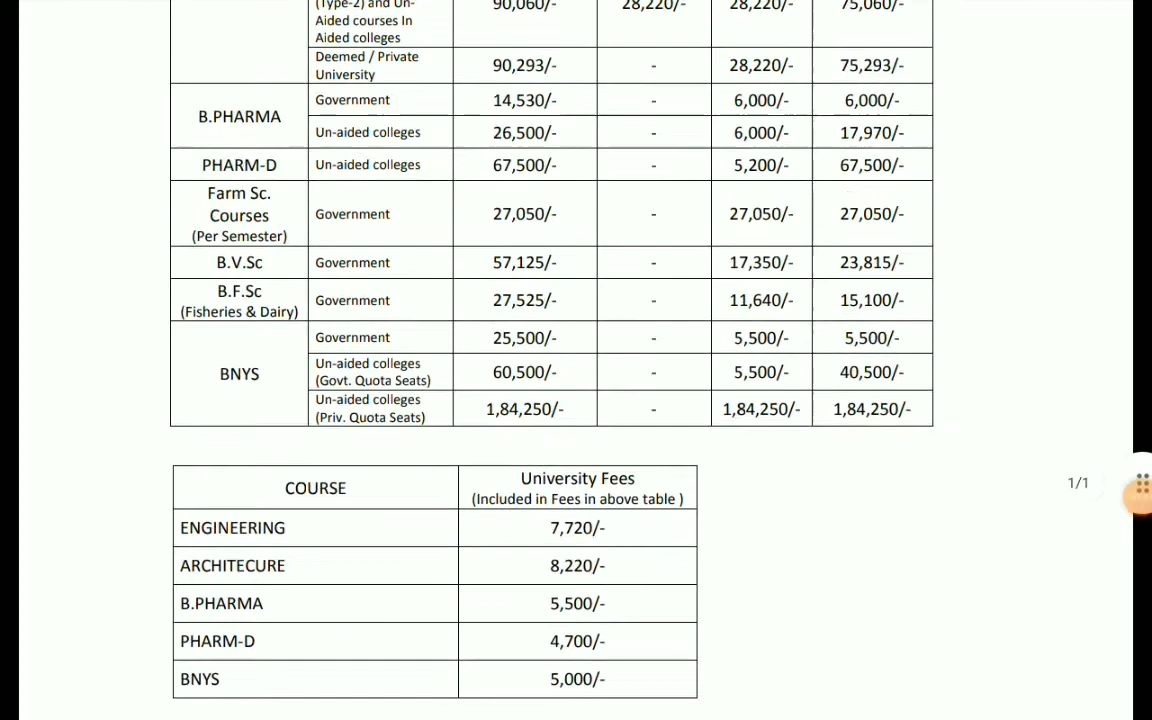 (Type-2) and Un-
90,060/- 28,220/- 28,220/- 75,060/-
Aided courses In
Aided colleges
Deemed / Private
University
90,293/- - 28,220/- 75,293/-
B.PHARMA
Government 14,530/- - 6,000/- 6,000/-
Un-aided colleges 26,500/- - 6,000/- 17,970/-
PHARM-D Un-aided colleges 67,500/- - 5,200/- 67,500/-
Farm Sc.
Courses
(Per Semester)
Government 27,050/- - 27,050/- 27,050/-
B.V.Sc Government 57,125/- - 17,350/- 23,815/-
B.F.Sc
(Fisheries & Dairy)
Government 27,525/- - 11,640/- 15,100/-
BNYS
Government 25,500/- - 5,500/- 5,500/-
Un-aided colleges
(Govt. Quota Seats)
60,500/- - 5,500/- 40,500/-
Un-aided colleges
(Priv. Quota Seats)
1,84,250/- - 1,84,250/- 1,84,250/-
COURSE
University Fees
(Included in Fees in above table )
1/1
ENGINEERING 7,720/-
ARCHITECURE 8,220/-
B.PHARMA 5,500/-
PHARM-D 4,700/-
BNYS 5,000/-